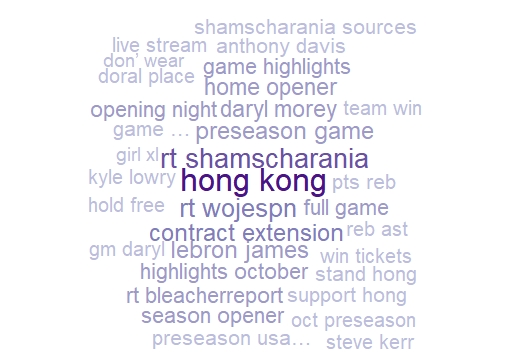 shamscharania sources
live stream anthony davis
don’ wear game highlights
doral place home opener
opening night daryl morey team win
game … preseason game
girl xl rt shamscharania
kyle lowry hong kong pts reb
hold free rt wojespn full game
contract extension reb ast
gm daryl lebron james win tickets
highlights october stand hong
rt bleacherreport support hong
season opener oct preseason
preseason usa… steve kerr